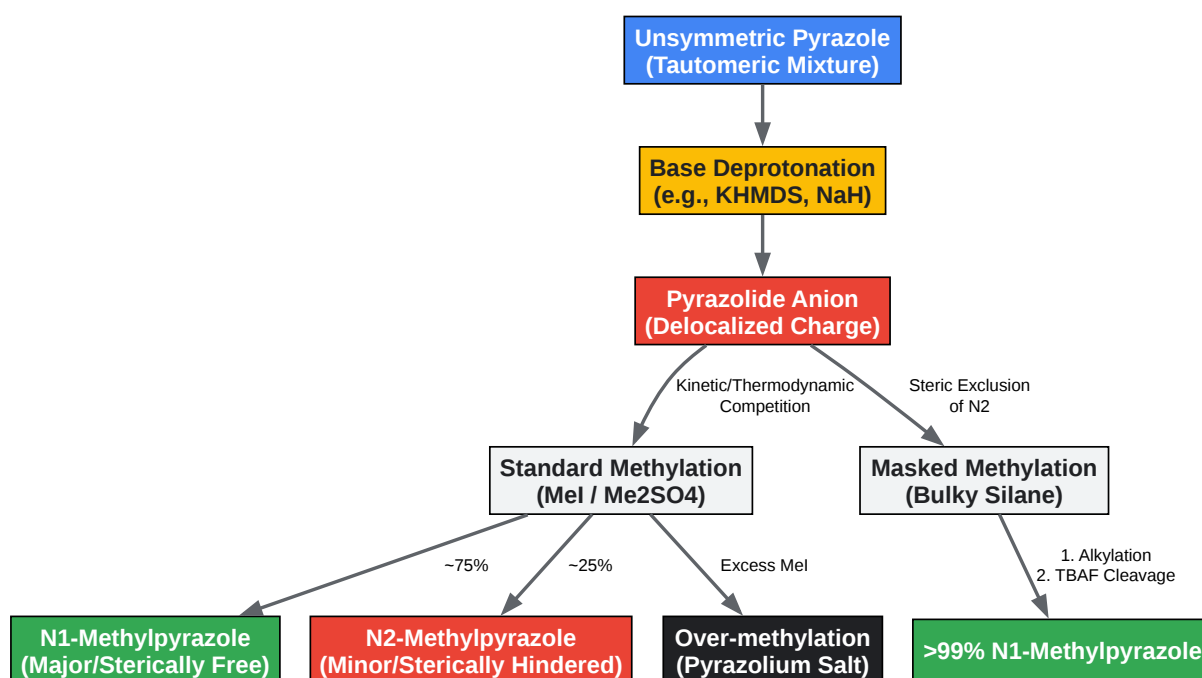 Unsymmetric Pyrazole
(Tautomeric Mixture)
Base Deprotonation
(e.g., KHMDS, NaH)
Pyrazolide Anion
(Delocalized Charge)
Kinetic/Thermodynamic
Competition
Steric Exclusion
of N2
Standard Methylation
(MeI / Me2SO4)
Masked Methylation
(Bulky Silane)
~75%
~25%
Excess MeI
1. Alkylation
2. TBAF Cleavage
N1-Methylpyrazole
(Major/Sterically Free)
N2-Methylpyrazole
(Minor/Sterically Hindered)
Over-methylation
(Pyrazolium Salt)
>99% N1-Methylpyrazole